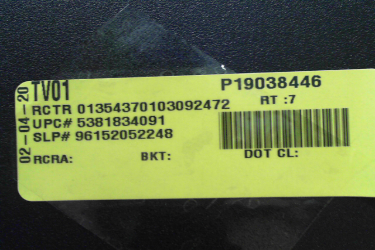 02-04-20
TV01 P19038446
RCTR 01354370103092472 RT :7
UPC# 5381834091
SLP# 96152052248
RCRA: BKT: DOT CL: